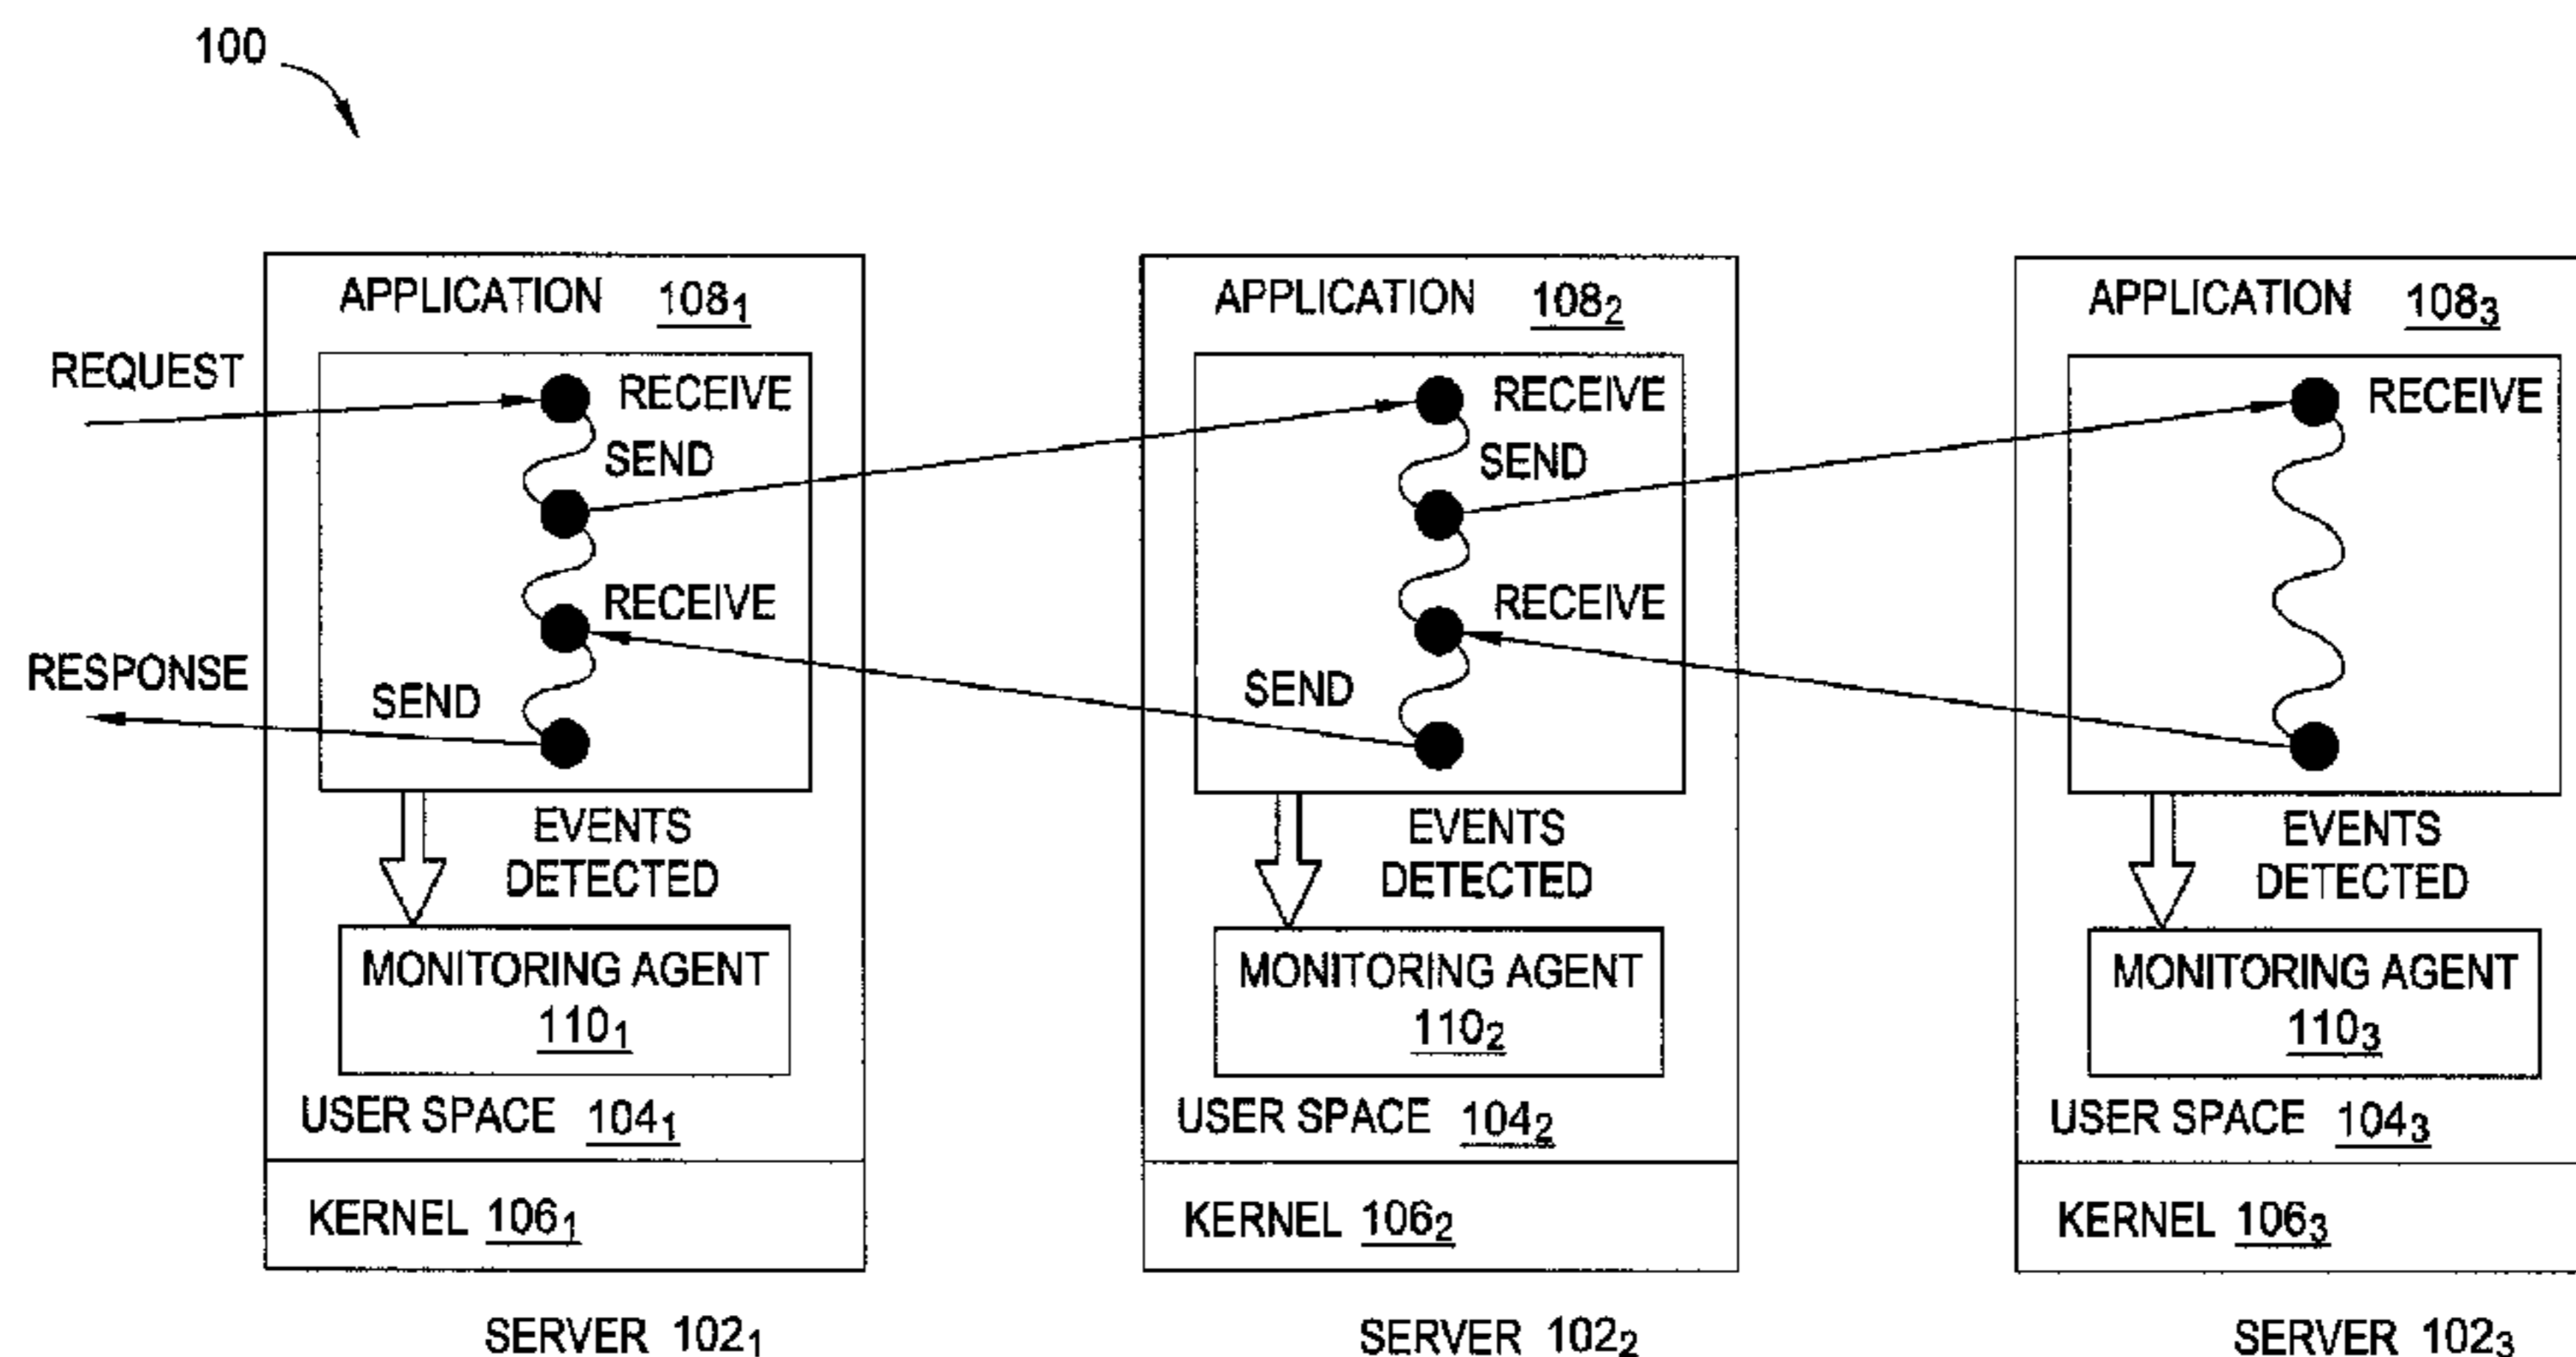 100
APPLICATION 108₁
REQUEST
RECEIVE
SEND
RECEIVE
RESPONSE
SEND
EVENTS
DETECTED
MONITORING AGENT
110₁
USER SPACE 104₁
KERNEL 106₁
SERVER 102₁
APPLICATION 108₂
RECEIVE
SEND
RECEIVE
SEND
EVENTS
DETECTED
MONITORING AGENT
110₂
USER SPACE 104₂
KERNEL 106₂
SERVER 102₂
APPLICATION 108₃
RECEIVE
EVENTS
DETECTED
MONITORING AGENT
110₃
USER SPACE 104₃
KERNEL 106₃
SERVER 102₃